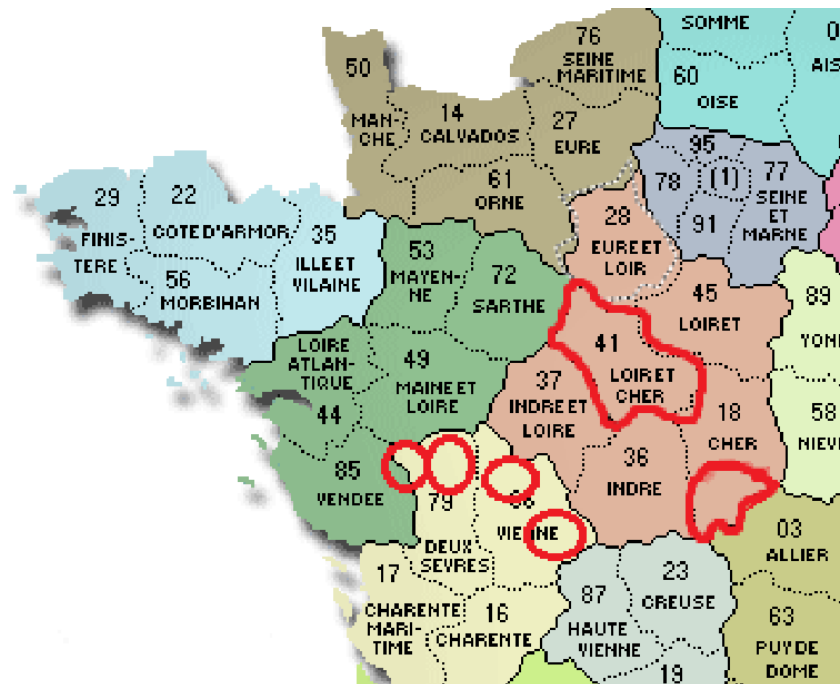 SOMME
0
AIS
76
SEINE
MARITIME
60
OISE
50
MAN-
CHE
14
CALVADOS
27
EURE
95
78
(1)
77
SEINE
ET
MARNE
91
61
ORNE
29
FINIS-
TERE
22
COTE D'ARMOR
35
ILLE ET
VILAINE
56
MORBIHAN
28
EURE ET
LOIR
53
MAYEN-
NE
72
SARTHE
45
LOIRET
89
YONN
LOIRE
ATLAN-
TIQUE
44
49
MAINE ET
LOIRE
41
LOIR ET
CHER
37
INDRE ET
LOIRE
18
CHER
58
NIEV
85
VENDEE
36
INDRE
79
DEUX
SEVRES
VIENNE
03
ALLIER
17
CHARENTE
MARI-
TIME
16
CHARENTE
87
HAUTE
VIENNE
23
CREUSE
63
PUY DE
DOME
19